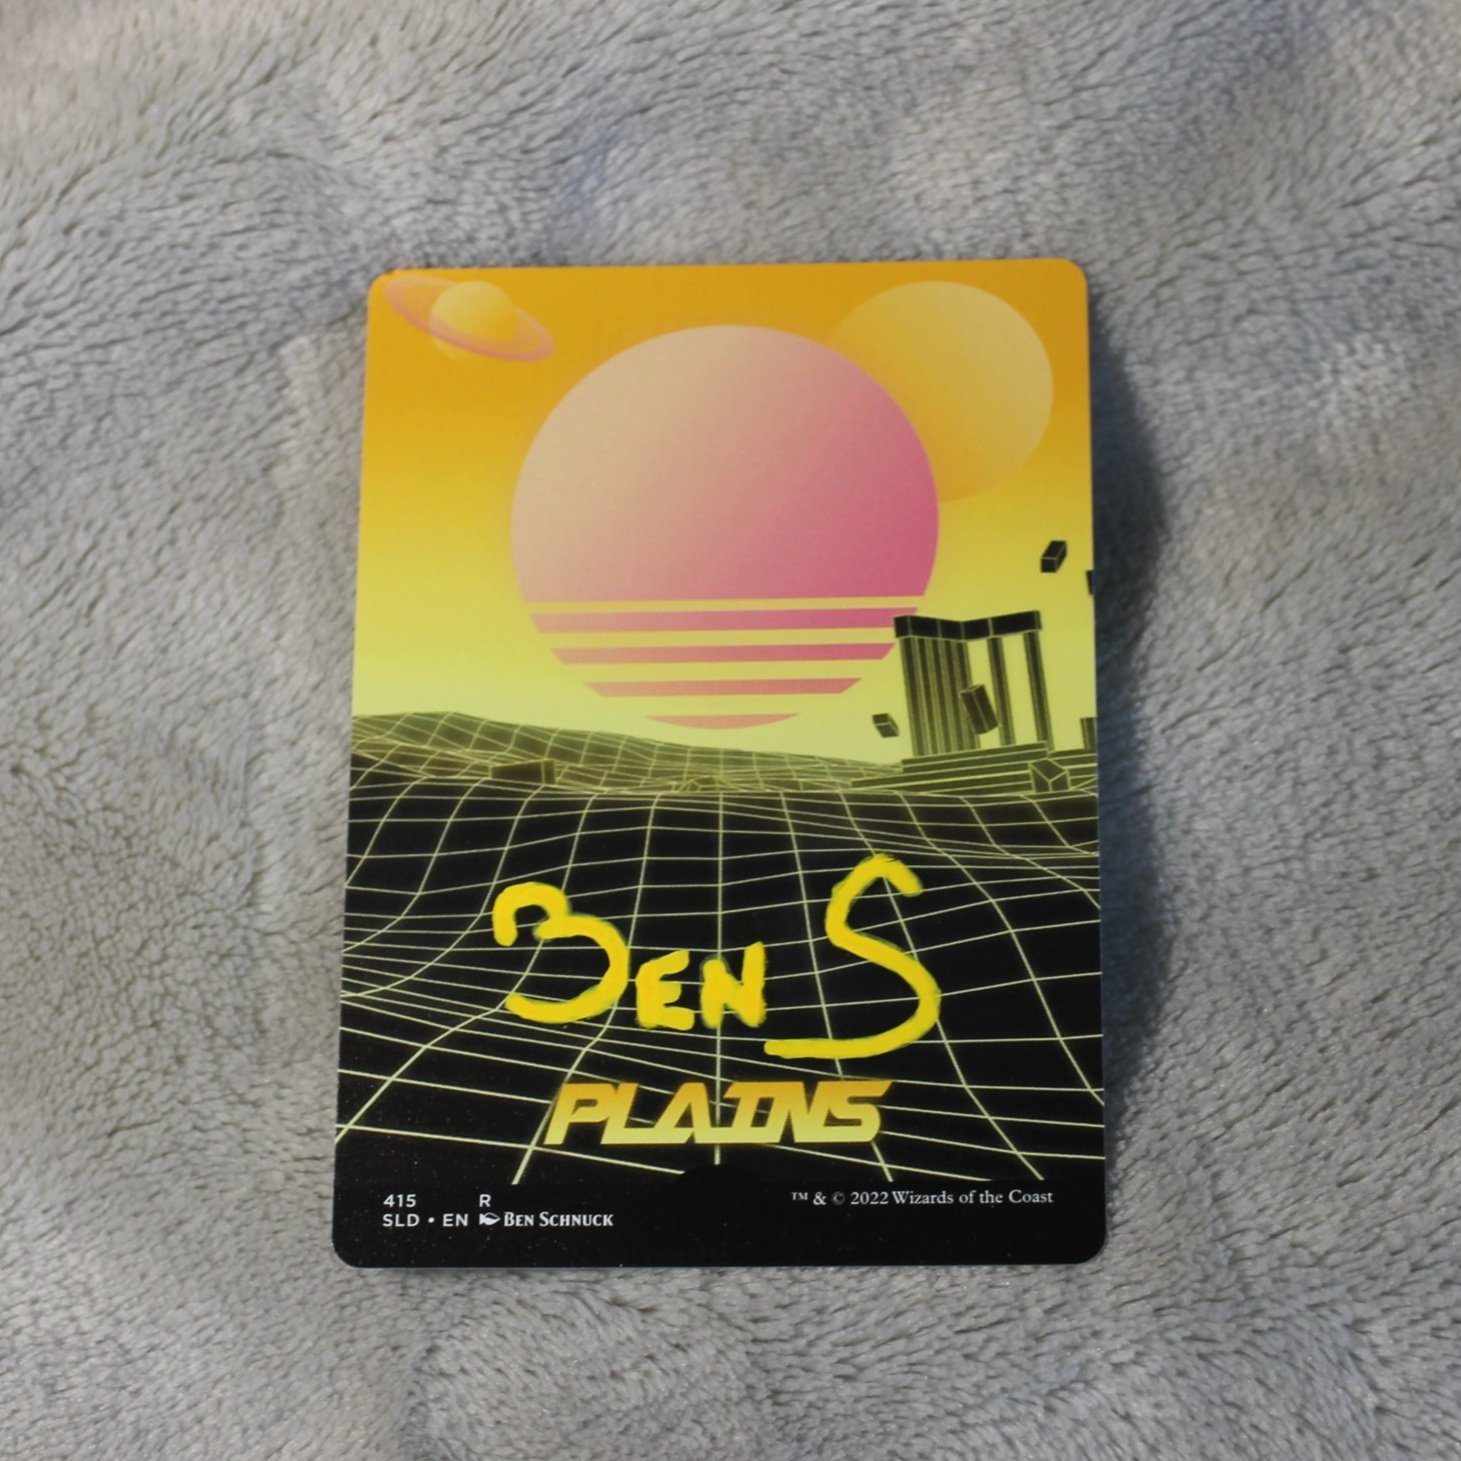 BEN S
PLAINS
415 R
SLD • EN BEN SCHNUCK
™ & © 2022 Wizards of the Coast